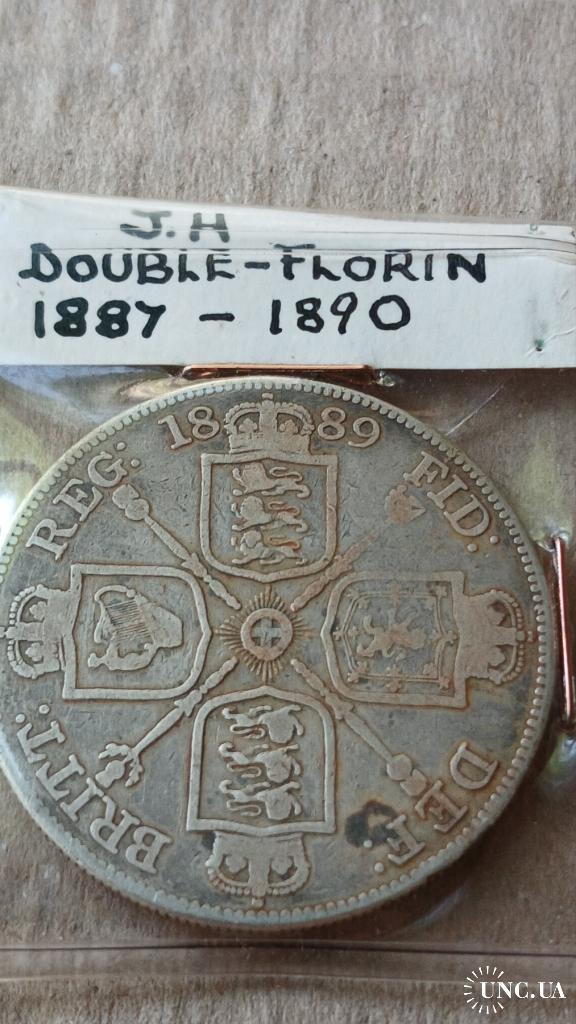 J.H
DOUBLE-FLORIN
1887 - 1890
1889
FID:
DEF:
BRITT:
REG:
UNC.UA